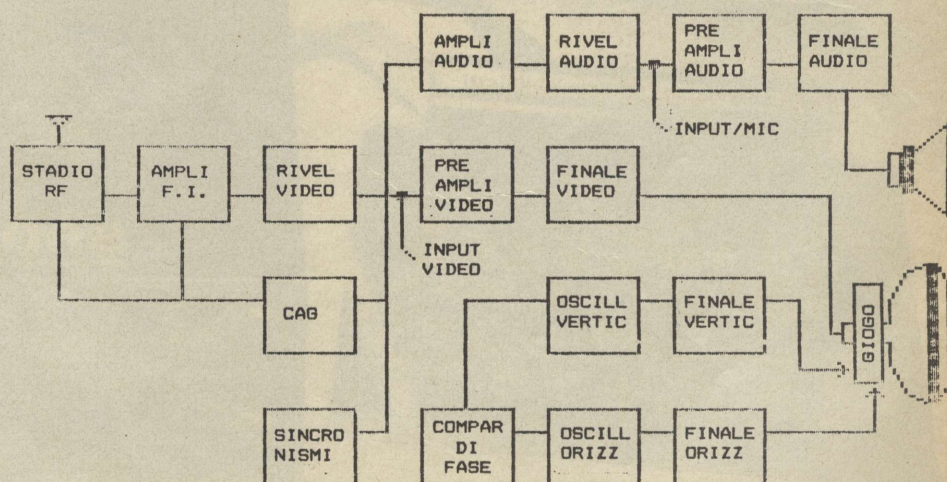 AMPLI
AUDIO
RIVEL
AUDIO
PRE
AMPLI
AUDIO
FINALE
AUDIO
INPUT/MIC
STADIO
RF
AMPLI
F.I.
RIVEL
VIDEO
PRE
AMPLI
VIDEO
FINALE
VIDEO
INPUT
VIDEO
CAG
OSCILL
VERTIC
FINALE
VERTIC
GIOGO
SINCRO
NISMI
COMPAR
DI
FASE
OSCILL
ORIZZ
FINALE
ORIZZ